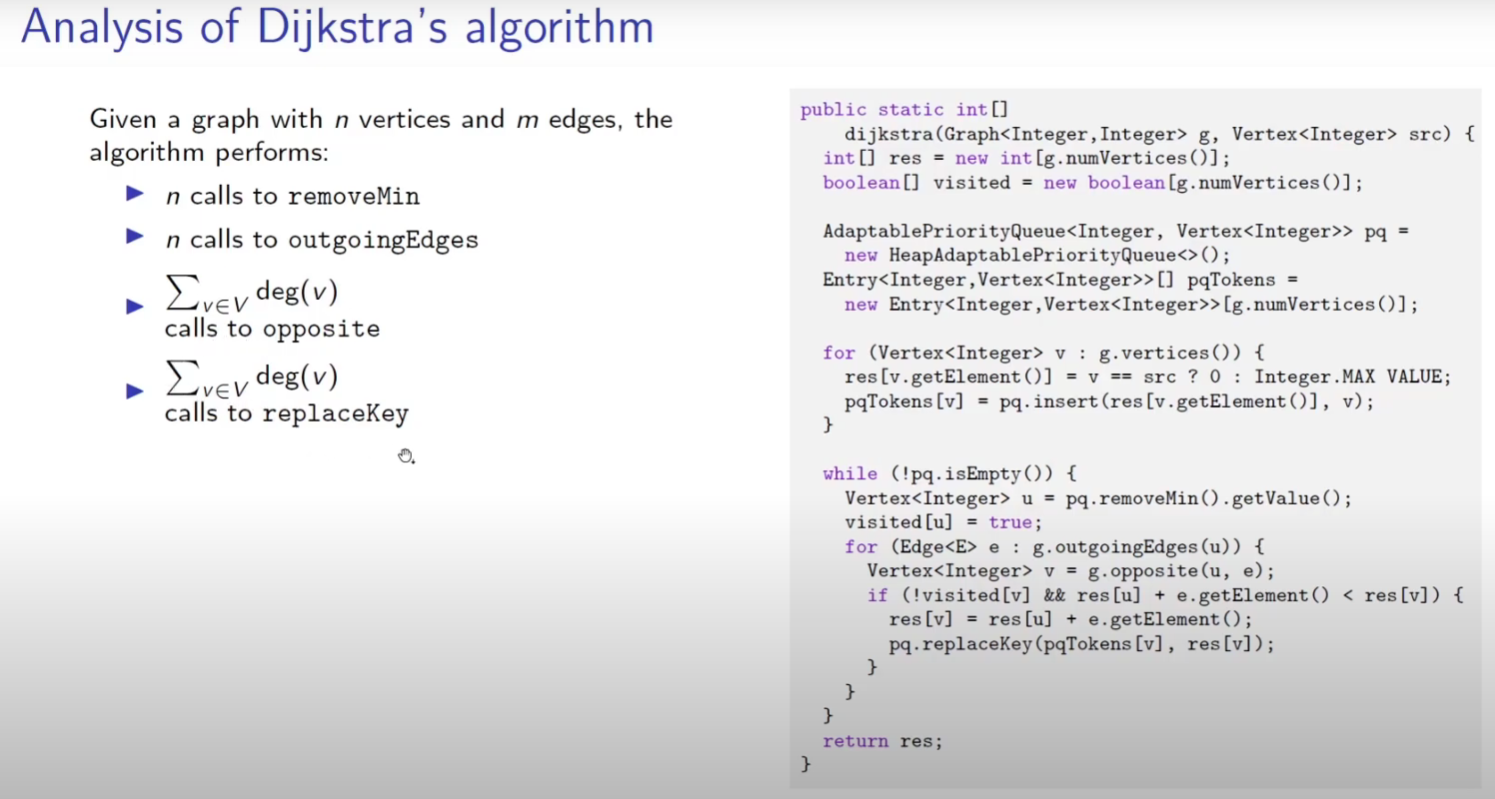 Analysis of Dijkstra's algorithm
Given a graph with n vertices and m edges, the
algorithm performs:
▶ n calls to removeMin
▶ n calls to outgoingEdges
▶ ∑v∈V deg(v)
calls to opposite
▶ ∑v∈V deg(v)
calls to replaceKey
public static int[]
    dijkstra(Graph<Integer,Integer> g, Vertex<Integer> src) {
  int[] res = new int[g.numVertices()];
  boolean[] visited = new boolean[g.numVertices()];
  AdaptablePriorityQueue<Integer, Vertex<Integer>> pq =
    new HeapAdaptablePriorityQueue<>();
  Entry<Integer,Vertex<Integer>>[] pqTokens =
    new Entry<Integer,Vertex<Integer>>[g.numVertices()];
  for (Vertex<Integer> v : g.vertices()) {
    res[v.getElement()] = v == src ? 0 : Integer.MAX VALUE;
    pqTokens[v] = pq.insert(res[v.getElement()], v);
  }
  while (!pq.isEmpty()) {
    Vertex<Integer> u = pq.removeMin().getValue();
    visited[u] = true;
    for (Edge<E> e : g.outgoingEdges(u)) {
      Vertex<Integer> v = g.opposite(u, e);
      if (!visited[v] && res[u] + e.getElement() < res[v]) {
        res[v] = res[u] + e.getElement();
        pq.replaceKey(pqTokens[v], res[v]);
      }
    }
  }
  return res;
}